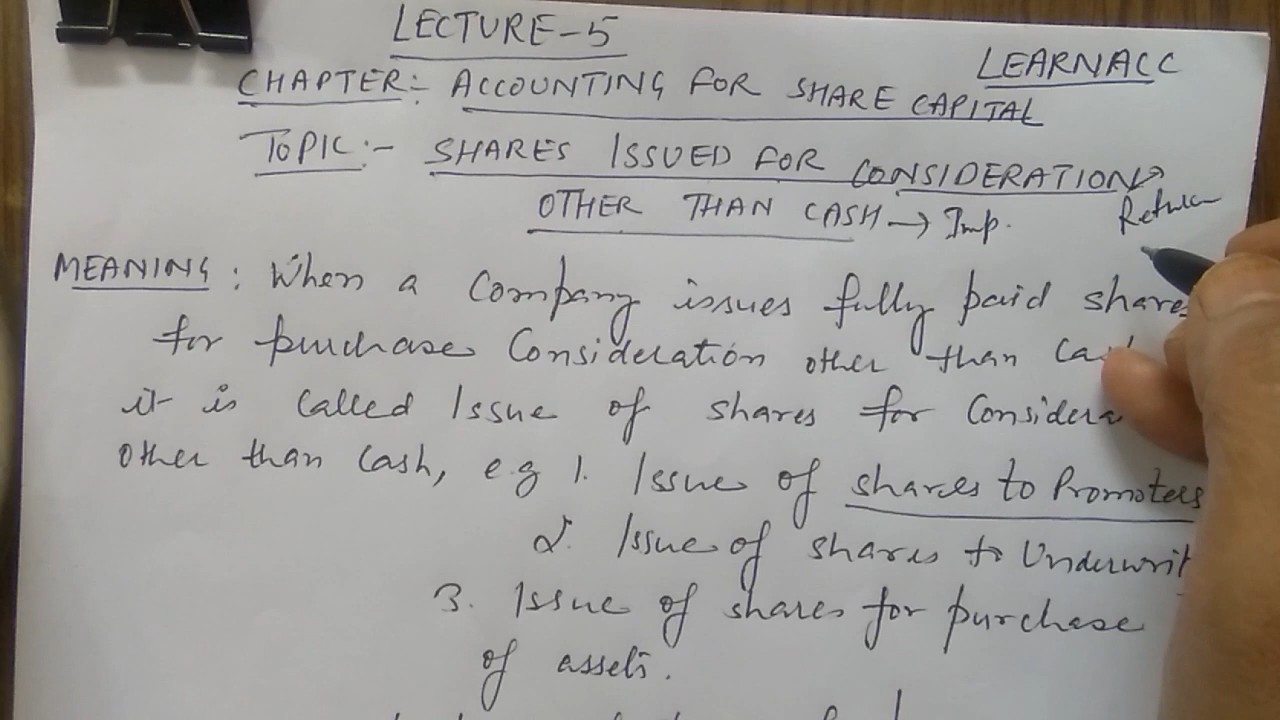 LECTURE-5
LEARNACC
CHAPTER:- ACCOUNTING FOR SHARE CAPITAL
TOPIC:- SHARES ISSUED FOR CONSIDERATION
OTHER THAN CASH → Imp.
Return
MEANING: When a Company issues fully paid shares
for purchase Consideration other than Ca
it is called Issue of shares for Considera
other than Cash, e.g 1. Issue of shares to Promoters
2. Issue of shares to Underwrit
3. Issue of shares for purchase
of assets.